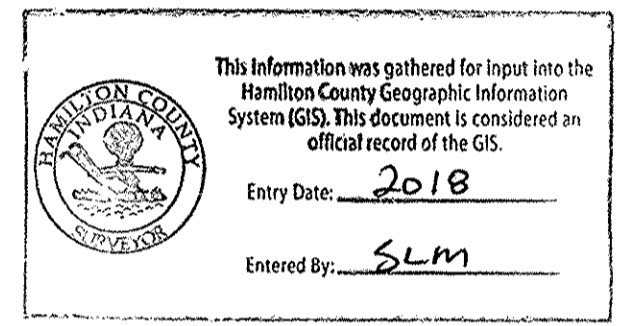 HAMILTON COUNTY
INDIANA
SURVEYOR
This Information was gathered for input into the
Hamilton County Geographic Information
System (GIS). This document is considered an
official record of the GIS.
Entry Date: 2018
Entered By: SLM